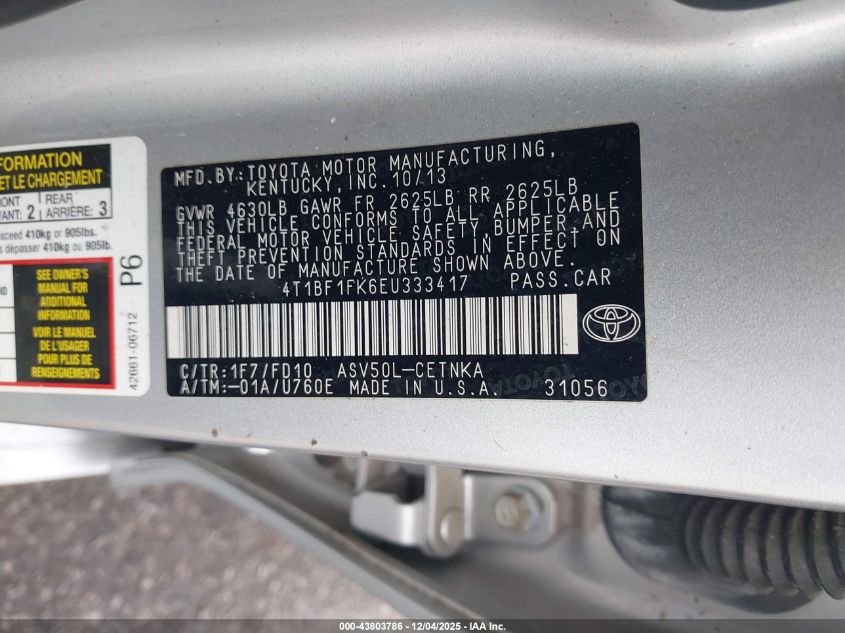 FORMATION
ET LE CHARGEMENT
REAR
2 ARRIÈRE: 3
exceed 410kg or 905lbs.
dépasser 410kg ou 905lb.
SEE OWNER'S
MANUAL FOR
ADDITIONAL
INFORMATION
VOIR LE MANUEL
DE L'USAGER
POUR PLUS DE
RENSEIGNEMENTS
P6
42661-06712
MFD.BY:TOYOTA MOTOR MANUFACTURING,
KENTUCKY,INC.10/13
GVWR 4630LB GAWR FR 2625LB RR 2625LB
THIS VEHICLE CONFORMS TO ALL APPLICABLE
FEDERAL MOTOR VEHICLE SAFETY, BUMPER,AND
THEFT PREVENTION STANDARDS IN EFFECT ON
THE DATE OF MANUFACTURE SHOWN ABOVE.
4T1BF1FK6EU333417 PASS.CAR
C/TR:1F7/FD10 ASV50L-CETNKA
A/TM:-01A/U760E MADE IN U.S.A. 31056
000-43803786 - 12/04/2025 - IAA Inc.